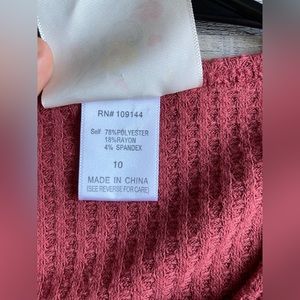 RN# 109144
Self 78%POLYESTER
18%RAYON
4% SPANDEX
10
MADE IN CHINA
(SEE REVERSE FOR CARE)